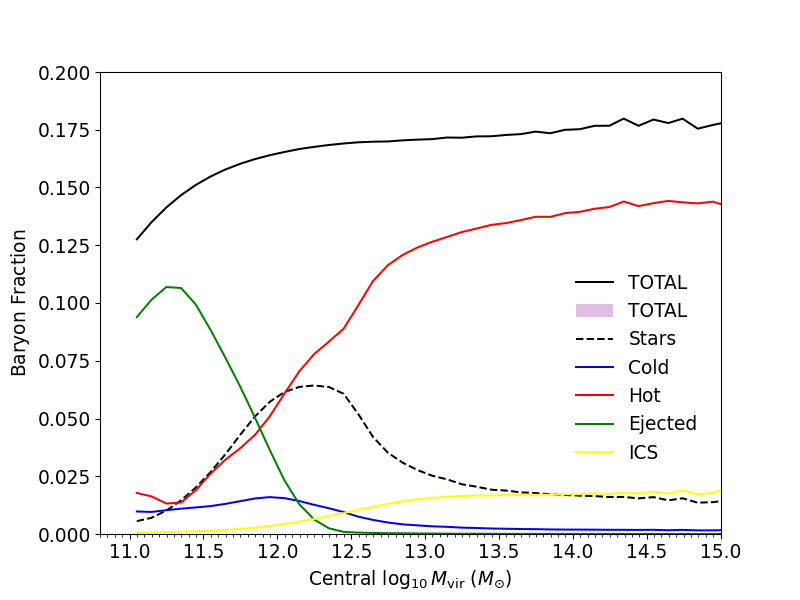 0.200
0.175
0.150
0.125
0.100
0.075
0.050
0.025
0.000
Baryon Fraction
TOTAL
TOTAL
Stars
Cold
Hot
Ejected
ICS
11.0 11.5 12.0 12.5 13.0 13.5 14.0 14.5 15.0
Central log₁₀ Mvir (M⊙)